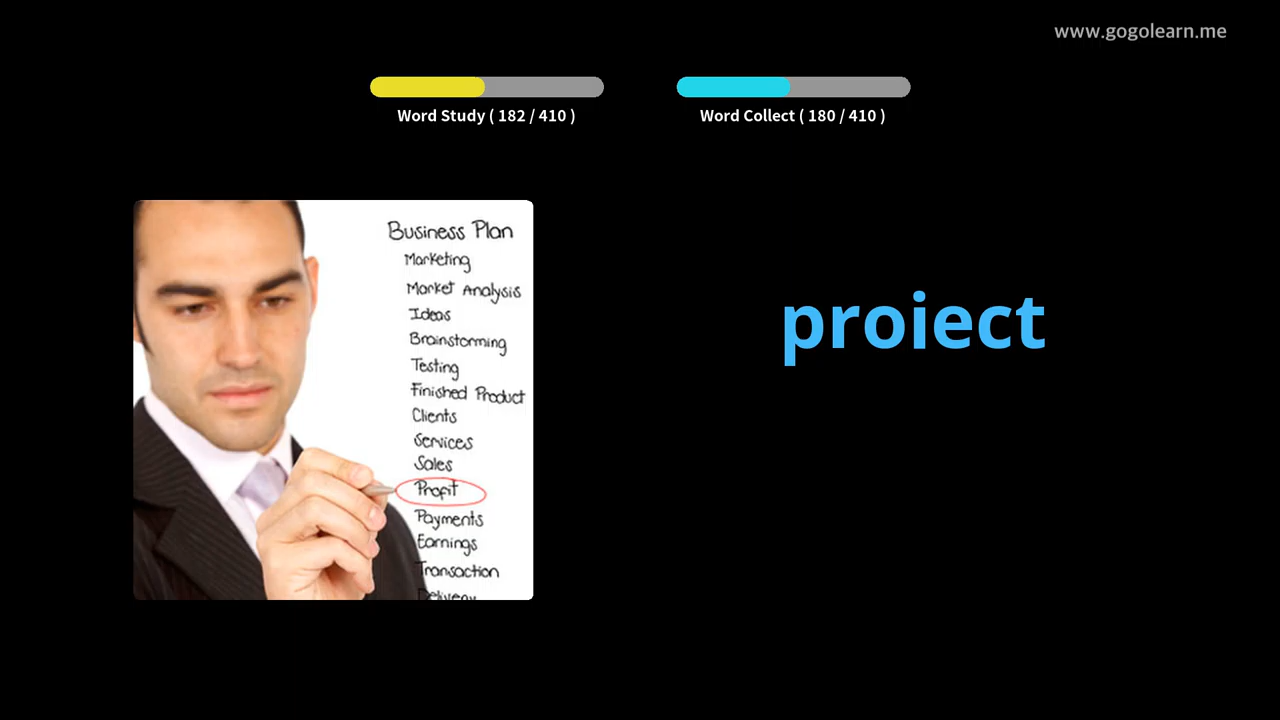 www.gogolearn.me
Word Study ( 182 / 410 )
Word Collect ( 180 / 410 )
Business Plan
Marketing
Market Analysis
Ideas
Brainstorming
Testing
Finished Product
Clients
Services
Sales
Profit
Payments
Earnings
Transaction
Delivery
proiect